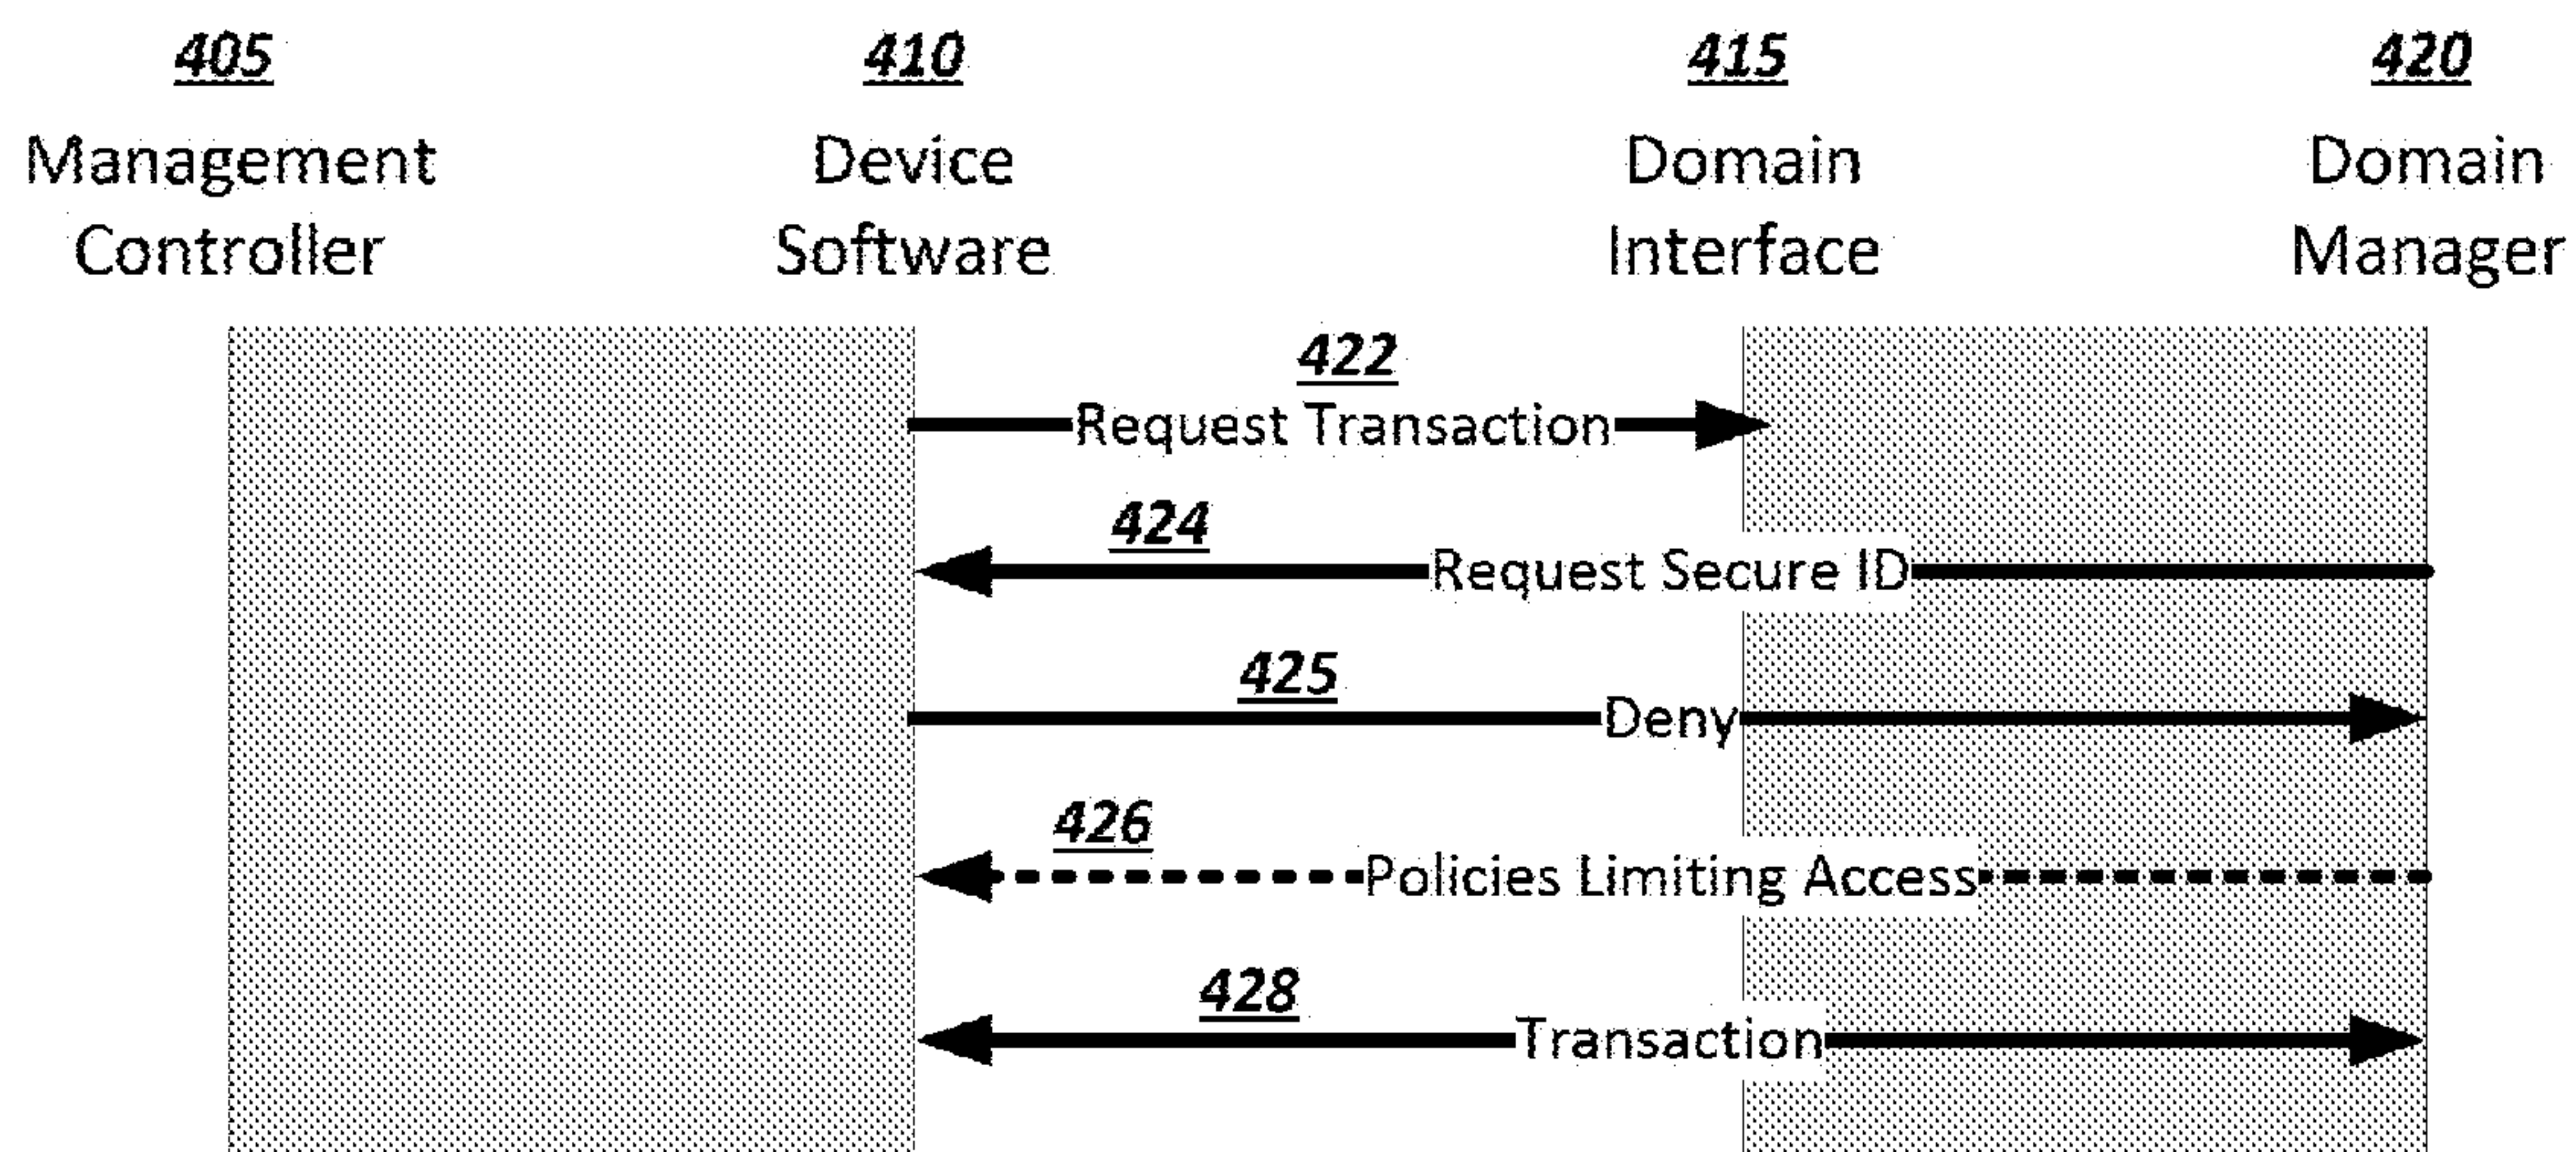 405 410 415 420
Management Device Domain Domain
Controller Software Interface Manager
422
Request Transaction
424
Request Secure ID
425
Deny
426
Policies Limiting Access
428
Transaction